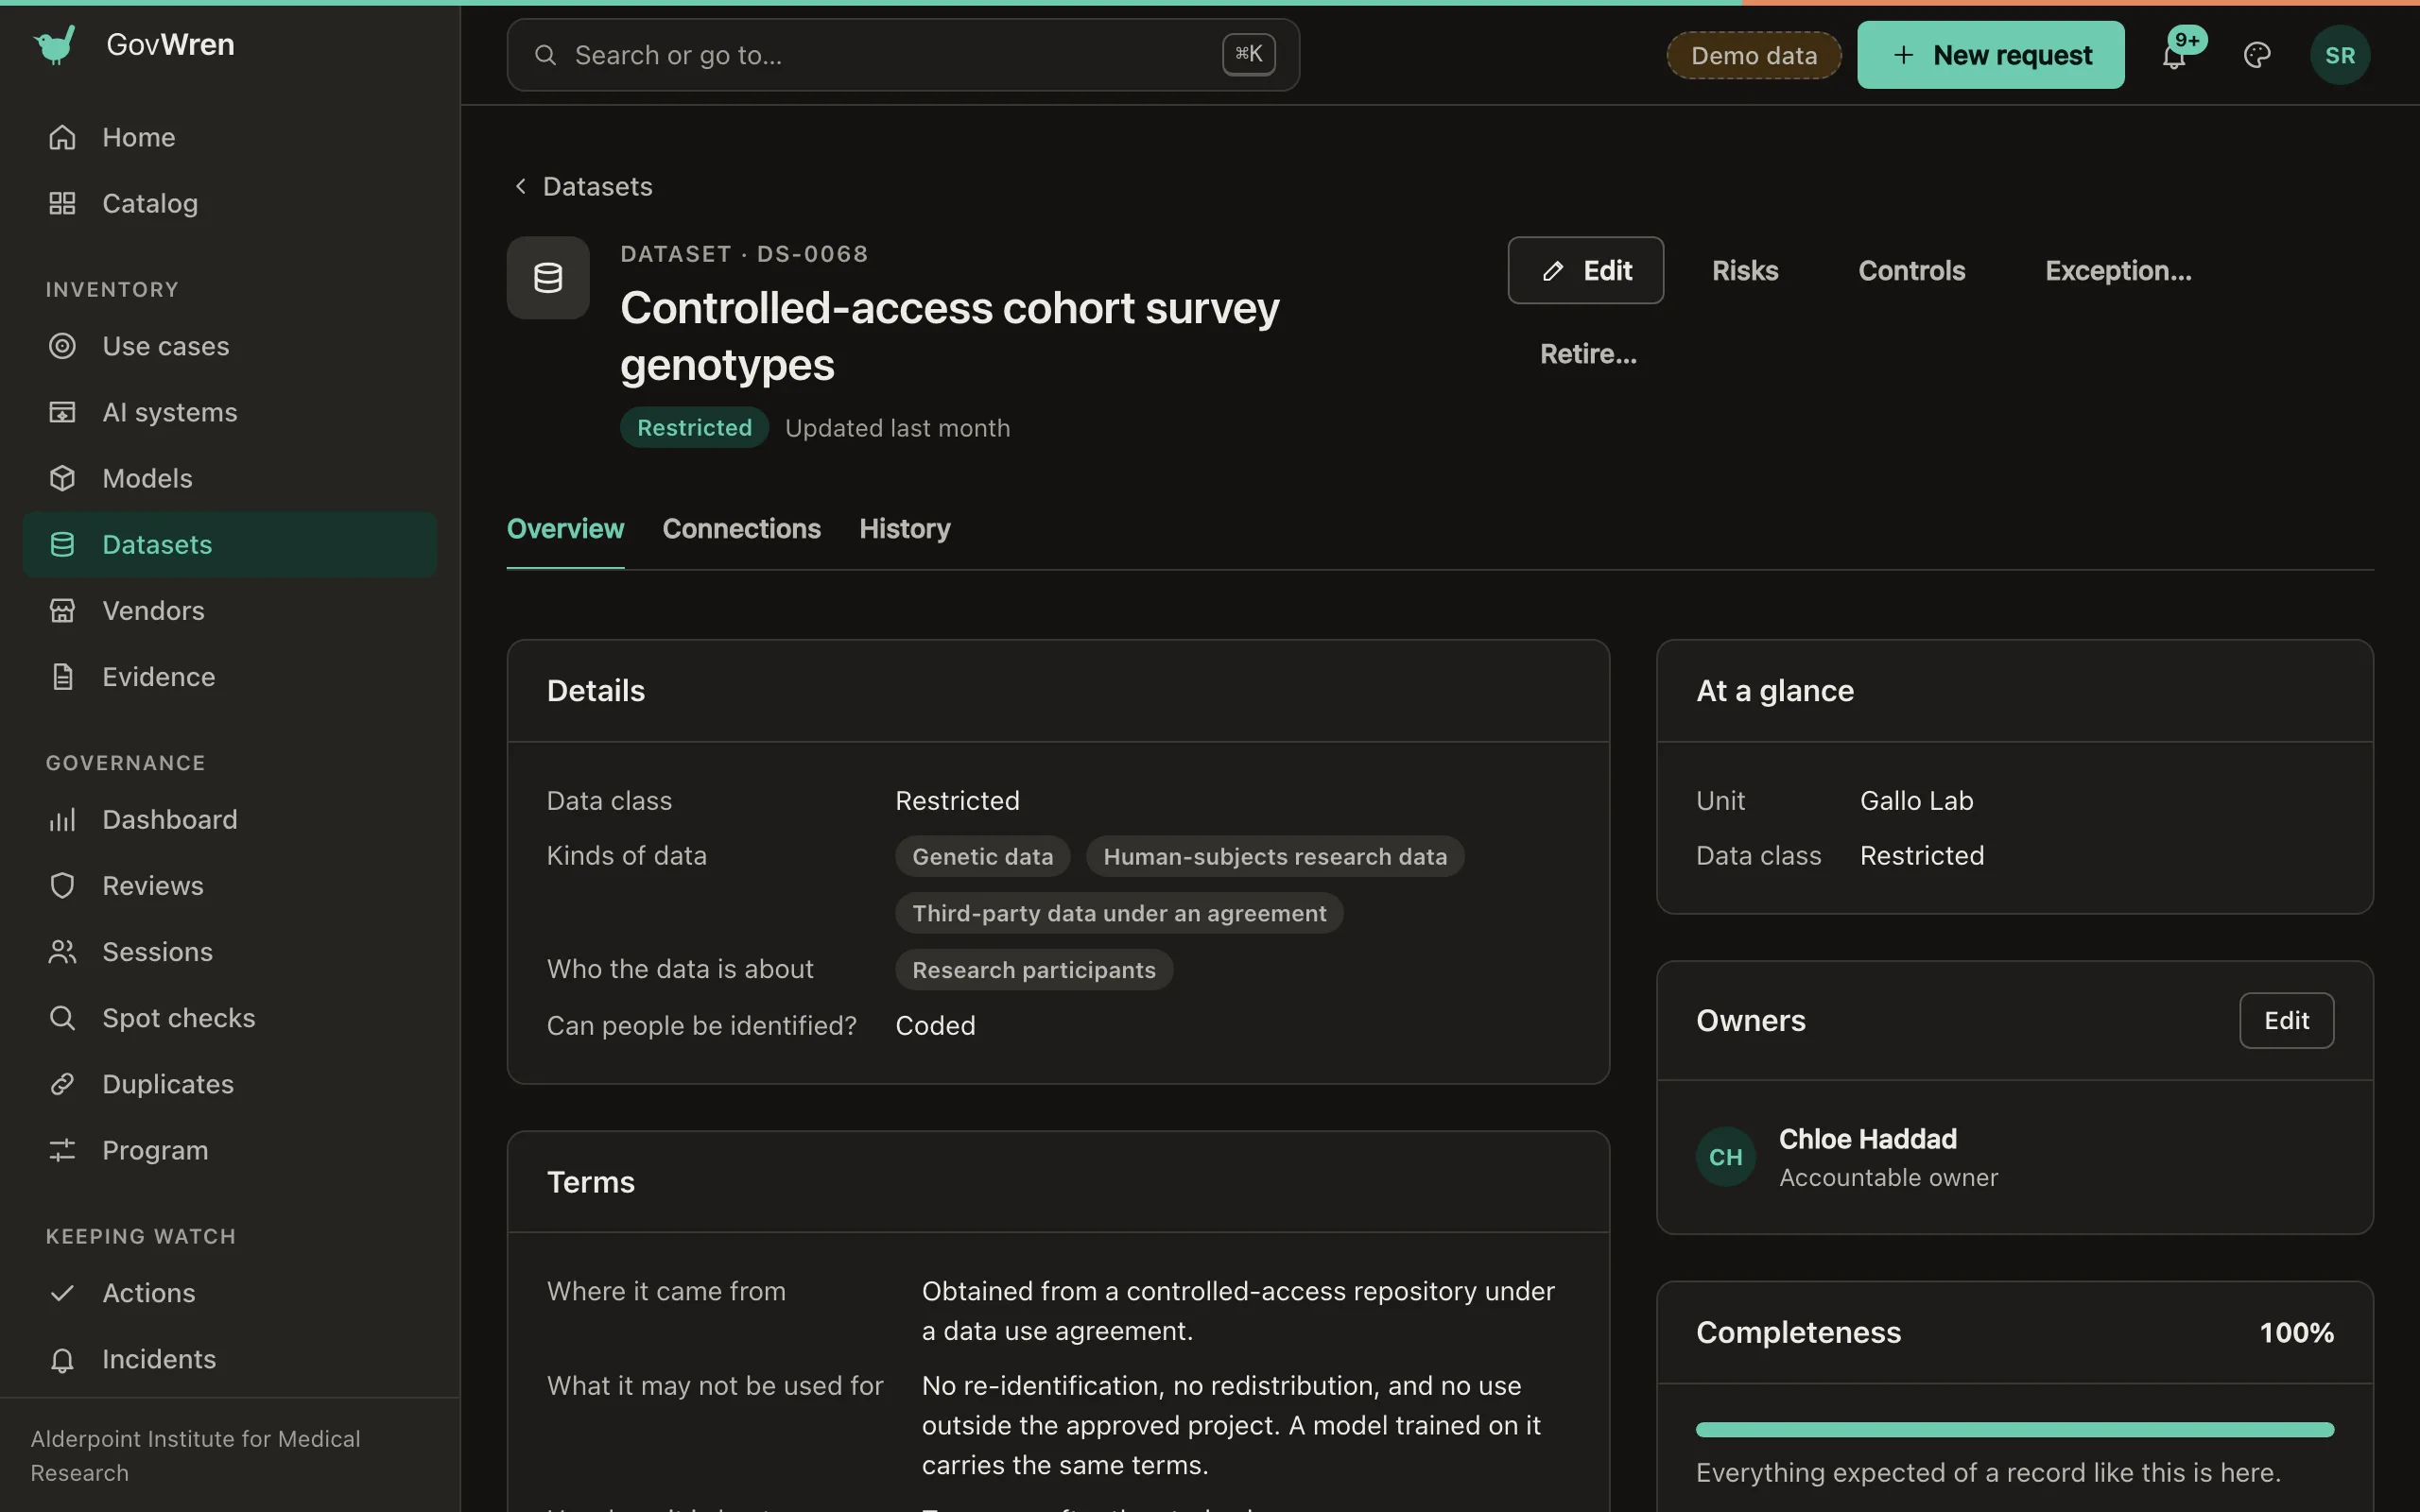 GovWren
Search or go to...
⌘K
Demo data
New request
9+
SR
Home
Catalog
INVENTORY
Use cases
AI systems
Models
Datasets
Vendors
Evidence
GOVERNANCE
Dashboard
Reviews
Sessions
Spot checks
Duplicates
Program
KEEPING WATCH
Actions
Incidents
Alderpoint Institute for Medical
Research
Datasets
DATASET · DS-0068
Controlled-access cohort survey
genotypes
Restricted
Updated last month
Edit
Risks
Controls
Exception...
Retire...
Overview
Connections
History
Details
Data class
Restricted
Kinds of data
Genetic data
Human-subjects research data
Third-party data under an agreement
Who the data is about
Research participants
Can people be identified?
Coded
Terms
Where it came from
Obtained from a controlled-access repository under
a data use agreement.
What it may not be used for
No re-identification, no redistribution, and no use
outside the approved project. A model trained on it
carries the same terms.
At a glance
Unit
Gallo Lab
Data class
Restricted
Owners
Edit
CH
Chloe Haddad
Accountable owner
Completeness
100%
Everything expected of a record like this is here.